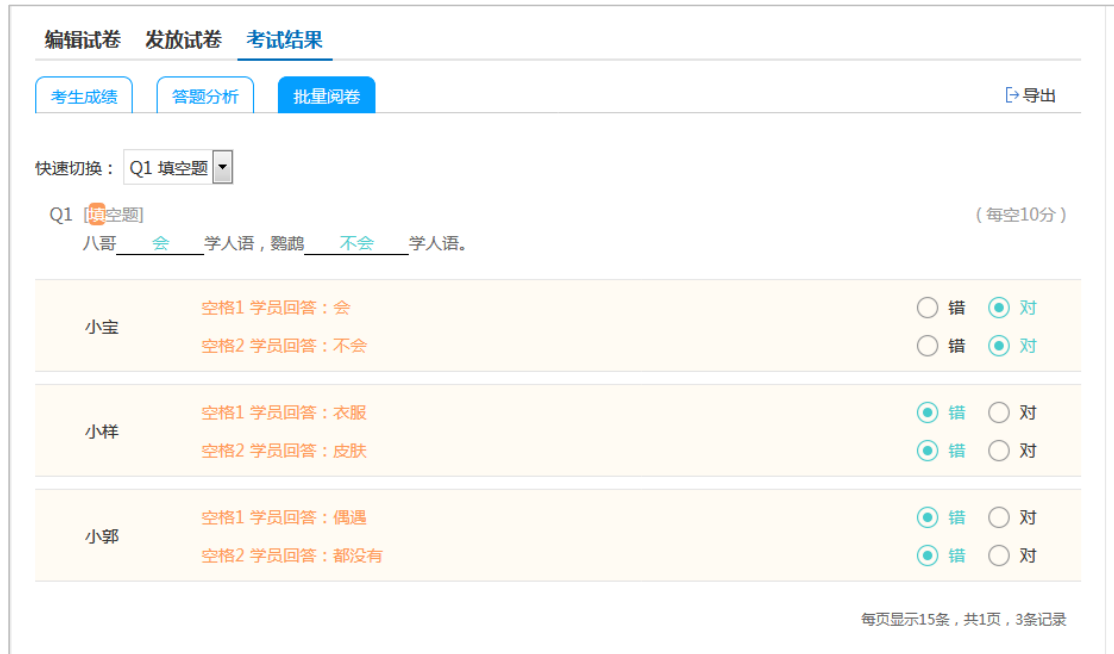 编辑试卷 发放试卷 考试结果
考生成绩 答题分析 批量阅卷 导出
快速切换： Q1 填空题
Q1 [填空题] （每空10分）
八哥 会 学人语，鹦鹉 不会 学人语。
空格1 学员回答：会 错 对
小宝
空格2 学员回答：不会 错 对
空格1 学员回答：衣服 错 对
小样
空格2 学员回答：皮肤 错 对
空格1 学员回答：偶遇 错 对
小郭
空格2 学员回答：都没有 错 对
每页显示15条，共1页，3条记录